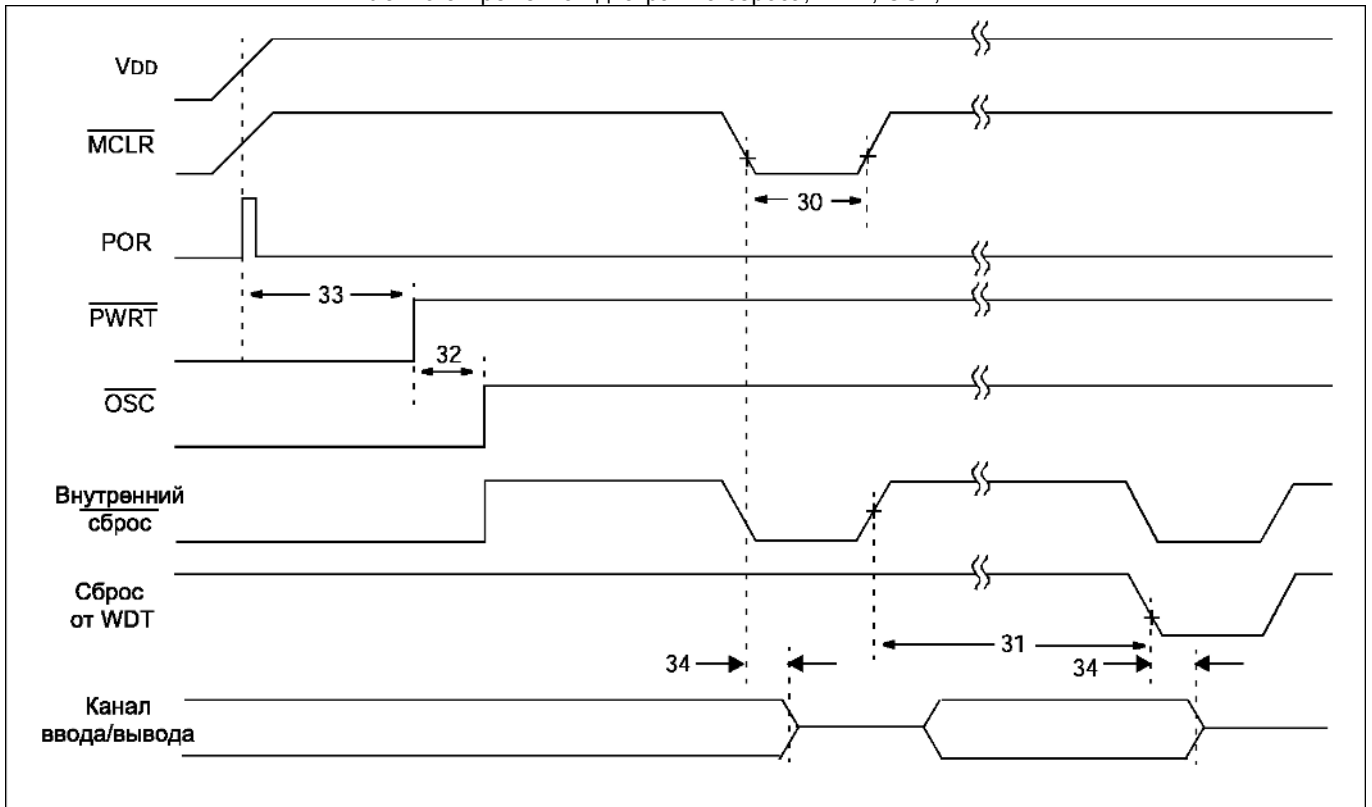 VDD
MCLR
30
POR
33
PWRT
32
OSC
Внутренний
сброс
Сброс
от WDT
31
34
34
Канал
ввода/вывода